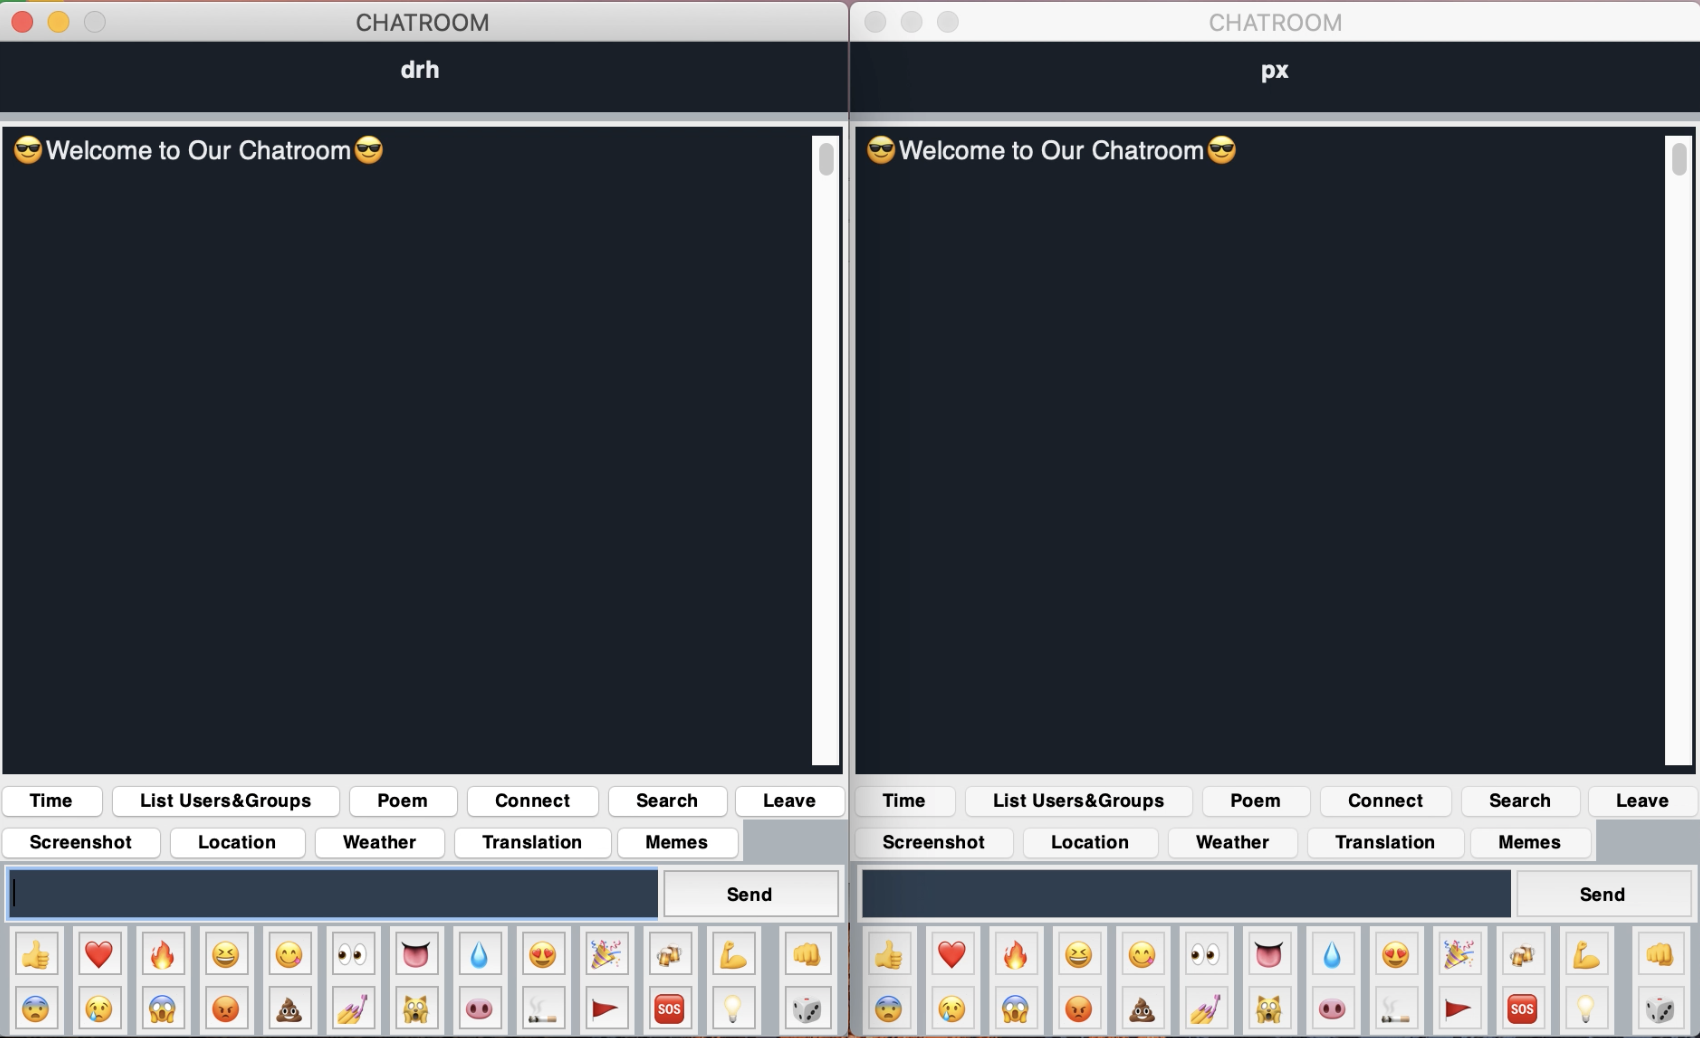 CHATROOM
drh
😎Welcome to Our Chatroom😎
Time List Users&Groups Poem Connect Search Leave
Screenshot Location Weather Translation Memes
Send
SOS
CHATROOM
px
😎Welcome to Our Chatroom😎
Time List Users&Groups Poem Connect Search Leave
Screenshot Location Weather Translation Memes
Send
SOS